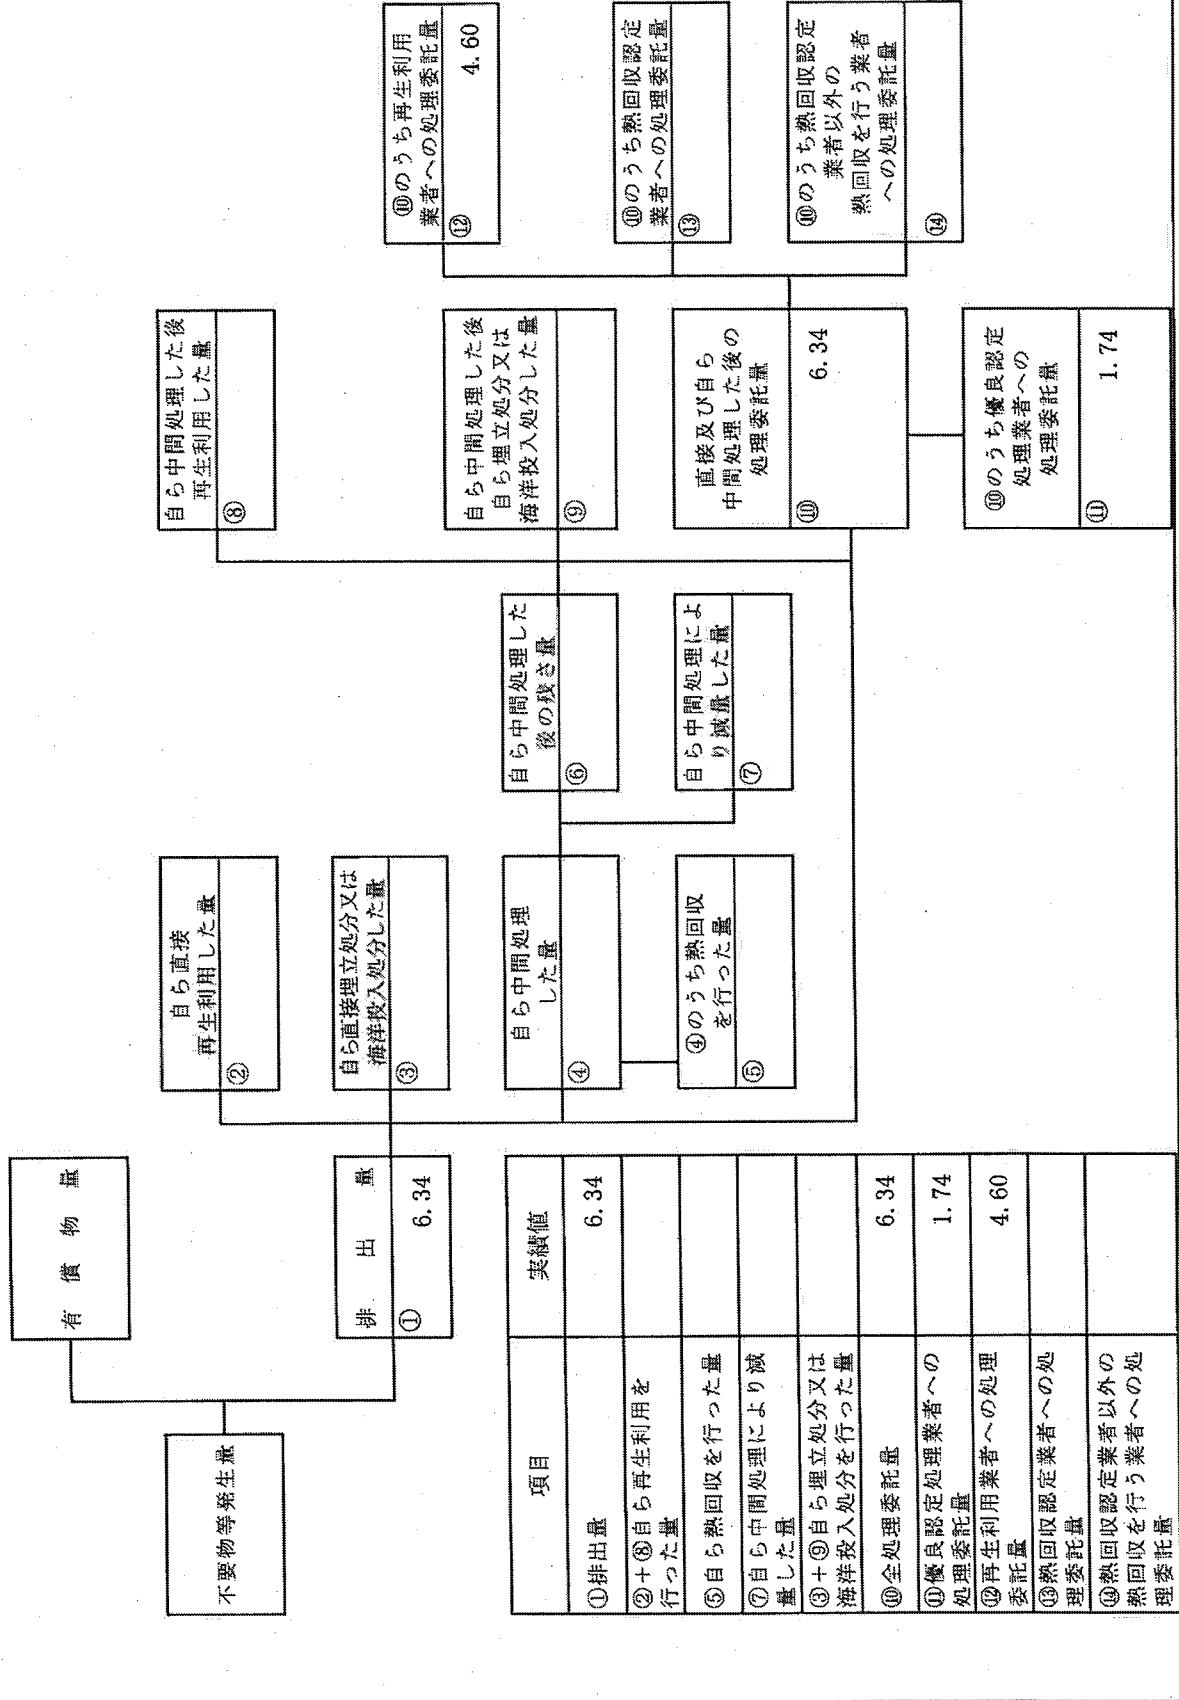 不要物等発生量
有償物量
排出量
① 6.34
自ら直接
再生利用した量
②
自ら直接埋立処分又は
海洋投入処分した量
③
自ら中間処理
した量
④
④のうち熱回収
を行った量
⑤
自ら中間処理した
後の残さ量
⑥
自ら中間処理によ
り減量した量
⑦
自ら中間処理した後
再生利用した量
⑧
自ら中間処理した後
自ら埋立処分又は
海洋投入処分した量
⑨
直接及び自ら
中間処理した後の
処理委託量
⑩ 6.34
⑩のうち優良認定
処理業者への
処理委託量
⑪ 1.74
⑩のうち再生利用
業者への処理委託量
⑫ 4.60
⑩のうち熱回収認定
業者への処理委託量
⑬
⑩のうち熱回収認定
業者以外の
熱回収を行う業者
への処理委託量
⑭
項目 実績値
①排出量 6.34
②+⑧自ら再生利用を
行った量
⑤自ら熱回収を行った量
⑦自ら中間処理により減
量した量
③+⑨自ら埋立処分又は
海洋投入処分を行った量
⑩全処理委託量 6.34
⑪優良認定処理業者への
処理委託量 1.74
⑫再生利用業者への処理
委託量 4.60
⑬熱回収認定業者への処
理委託量
⑭熱回収認定業者以外の
熱回収を行う業者への処
理委託量